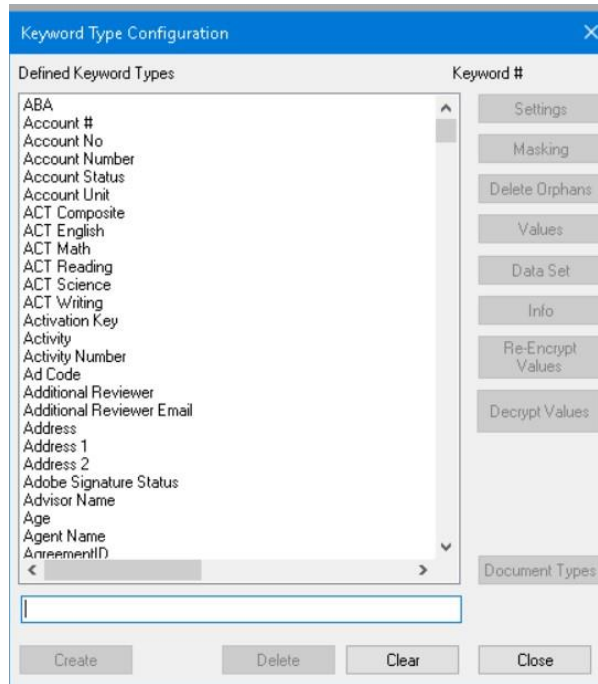 Keyword Type Configuration
Defined Keyword Types
Keyword #
ABA
Account #
Account No
Account Number
Account Status
Account Unit
ACT Composite
ACT English
ACT Math
ACT Reading
ACT Science
ACT Writing
Activation Key
Activity
Activity Number
Ad Code
Additional Reviewer
Additional Reviewer Email
Address
Address 1
Address 2
Adobe Signature Status
Advisor Name
Age
Agent Name
AgreementID
Settings
Masking
Delete Orphans
Values
Data Set
Info
Re-Encrypt
Values
Decrypt Values
Document Types
Create
Delete
Clear
Close